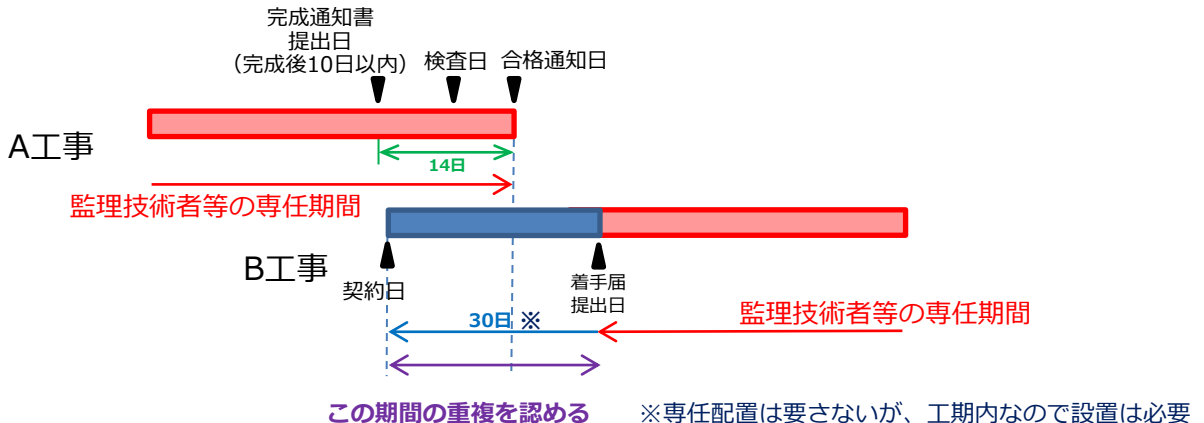 完成通知書
提出日
（完成後10日以内）
検査日
合格通知日
A工事
14日
監理技術者等の専任期間
B工事
契約日
着手届
提出日
30日 ※
監理技術者等の専任期間
この期間の重複を認める
※専任配置は要さないが、工期内なので設置は必要